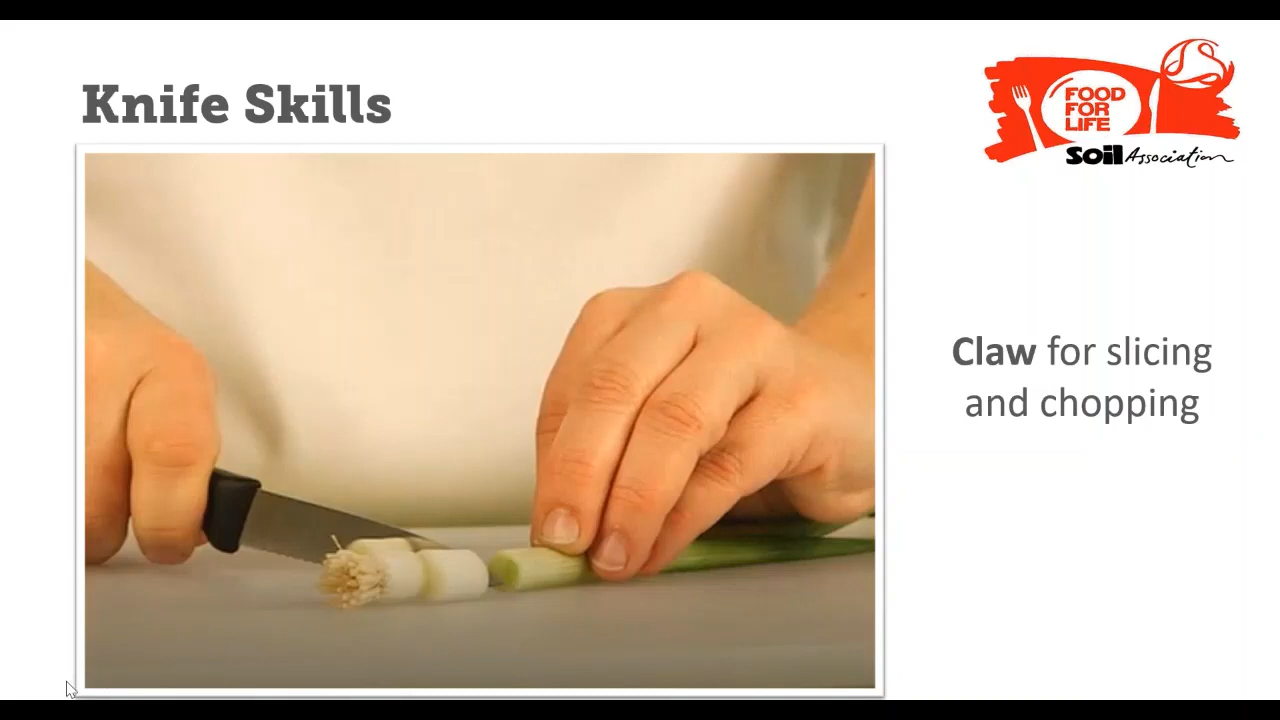 Knife Skills
FOOD
FOR
LIFE
Soil Association
Claw for slicing
and chopping